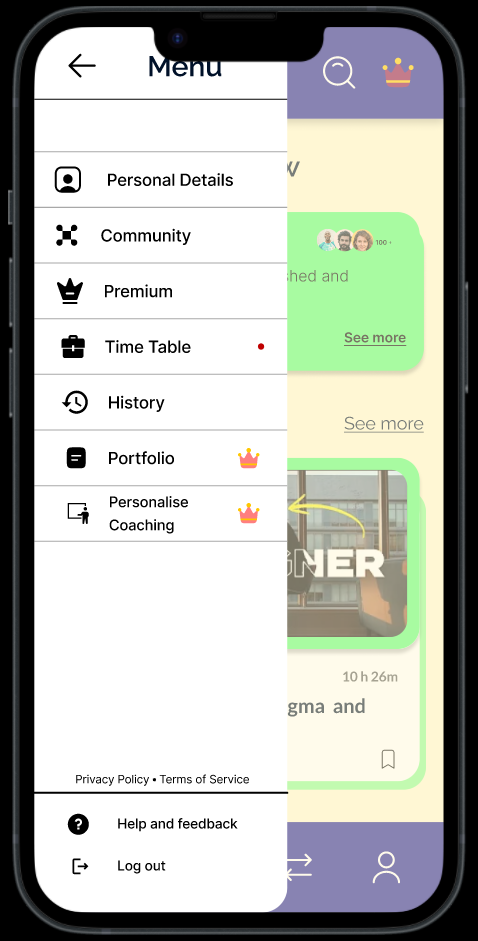 Menu
100 +
shed and
Personal Details
Community
Premium
Time Table
See more
History
See more
Portfolio
Personalise
Coaching
GNER
10 h 26m
gma and
Privacy Policy • Terms of Service
Help and feedback
Log out